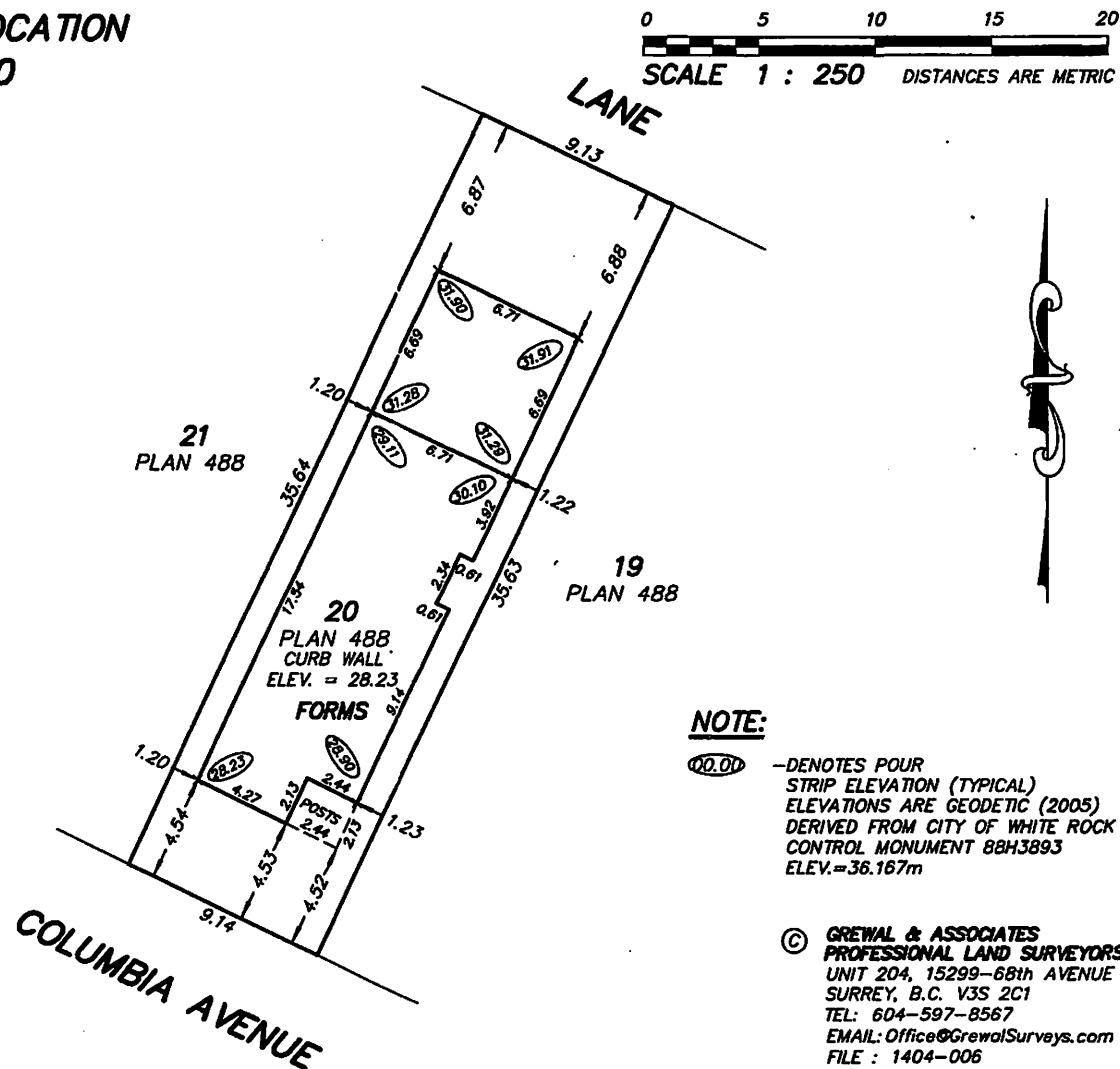 OCATION
0
0 5 10 15 20
SCALE 1 : 250 DISTANCES ARE METRIC
LANE
9.13
6.87
6.88
31.90
6.71
31.91
6.69
6.69
1.20
31.28
31.29
29.11
6.71
30.10
1.22
21
PLAN 488
35.64
3.92
0.61
2.34
0.61
35.63
19
PLAN 488
17.54
20
PLAN 488
CURB WALL
ELEV. = 28.23
FORMS
9.14
1.20
28.23
28.90
4.27
2.13
2.44
POSTS
2.44
2.13
1.23
4.54
4.53
4.52
9.14
COLUMBIA AVENUE
NOTE:
00.00 -DENOTES POUR
STRIP ELEVATION (TYPICAL)
ELEVATIONS ARE GEODETIC (2005)
DERIVED FROM CITY OF WHITE ROCK
CONTROL MONUMENT 88H3893
ELEV.=36.167m
© GREWAL & ASSOCIATES
PROFESSIONAL LAND SURVEYORS
UNIT 204, 15299-68th AVENUE
SURREY, B.C. V3S 2C1
TEL: 604-597-8567
EMAIL: Office@GrewalSurveys.com
FILE : 1404-006